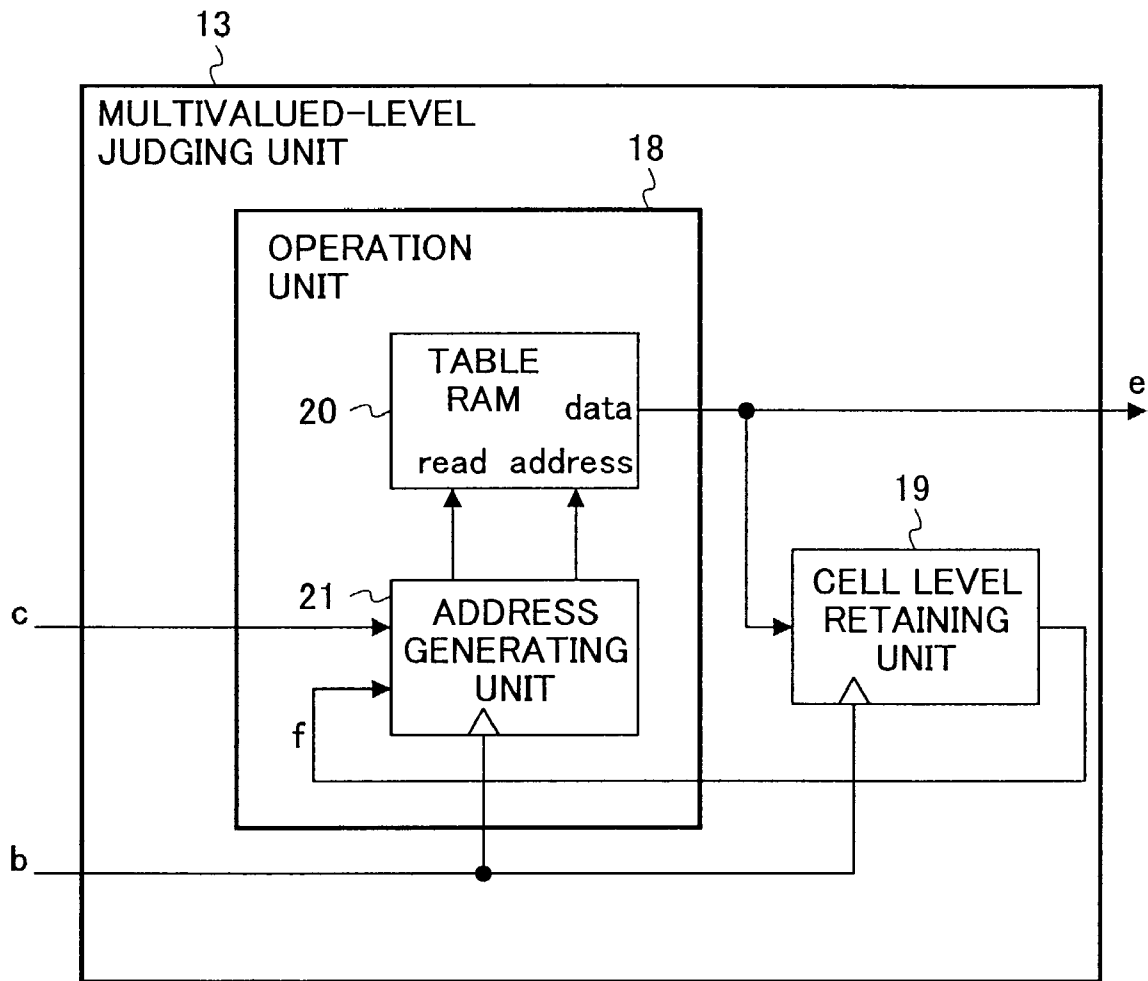 13
MULTIVALUED-LEVEL
JUDGING UNIT
18
OPERATION
UNIT
TABLE
RAM
20
data
read address
e
19
CELL LEVEL
RETAINING
UNIT
21
ADDRESS
GENERATING
UNIT
c
f
b